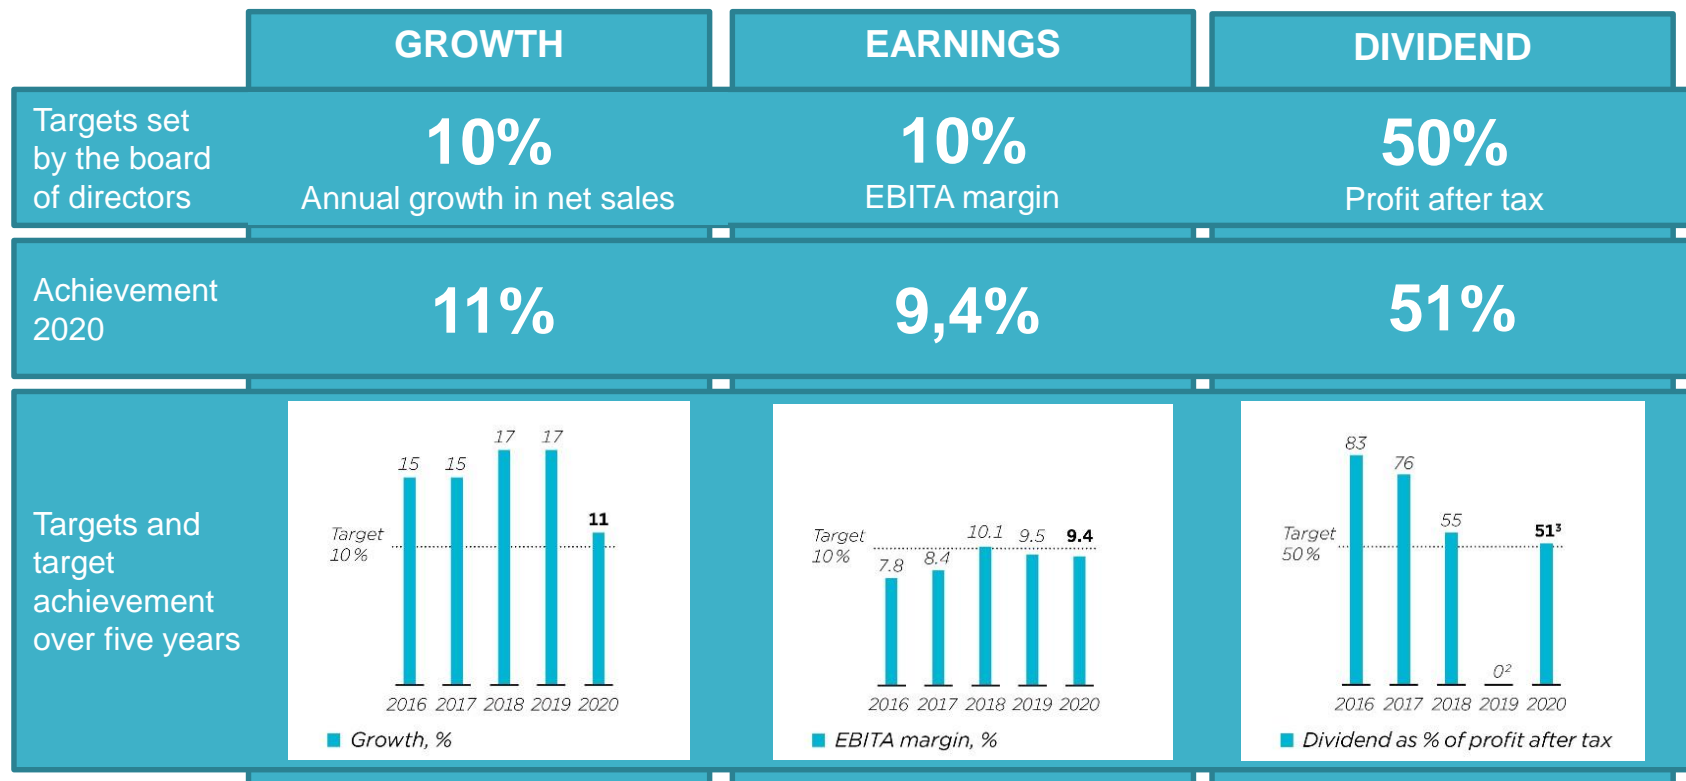 GROWTH
EARNINGS
DIVIDEND
Targets set
by the board
of directors
10%
Annual growth in net sales
10%
EBITA margin
50%
Profit after tax
Achievement
2020
11%
9,4%
51%
Targets and
target
achievement
over five years
17 17
15 15
11
Target
10%
2016 2017 2018 2019 2020
Growth, %
10.1 9.5 9.4
7.8 8.4
Target
10%
2016 2017 2018 2019 2020
EBITA margin, %
83
76
55
51³
0²
Target
50%
2016 2017 2018 2019 2020
Dividend as % of profit after tax